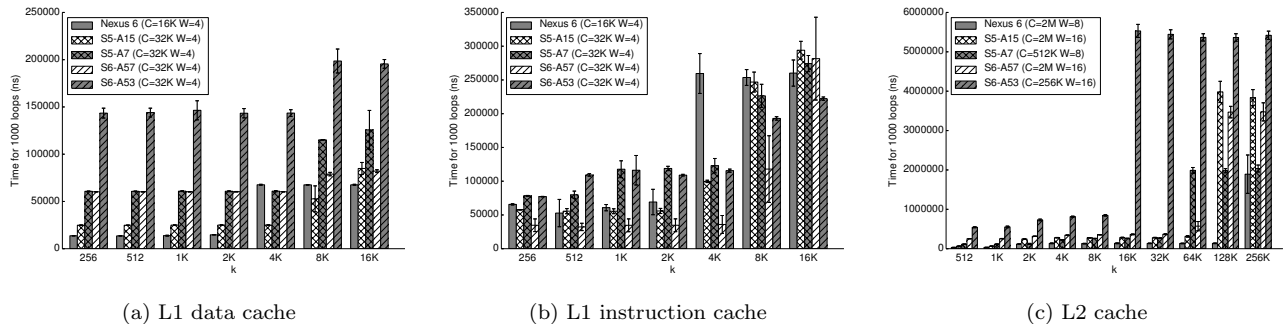 250000
200000
150000
100000
50000
0
Time for 1000 loops (ns)
Nexus 6 (C=16K W=4)
S5-A15 (C=32K W=4)
S5-A7 (C=32K W=4)
S6-A57 (C=32K W=4)
S6-A53 (C=32K W=4)
256 512 1K 2K 4K 8K 16K
k
(a) L1 data cache
350000
300000
250000
200000
150000
100000
50000
0
Time for 1000 loops (ns)
Nexus 6 (C=16K W=4)
S5-A15 (C=32K W=4)
S5-A7 (C=32K W=4)
S6-A57 (C=32K W=4)
S6-A53 (C=32K W=4)
256 512 1K 2K 4K 8K 16K
k
(b) L1 instruction cache
6000000
5000000
4000000
3000000
2000000
1000000
0
Time for 1000 loops (ns)
Nexus 6 (C=2M W=8)
S5-A15 (C=2M W=16)
S5-A7 (C=512K W=8)
S6-A57 (C=2M W=16)
S6-A53 (C=256K W=16)
512 1K 2K 4K 8K 16K 32K 64K 128K 256K
k
(c) L2 cache